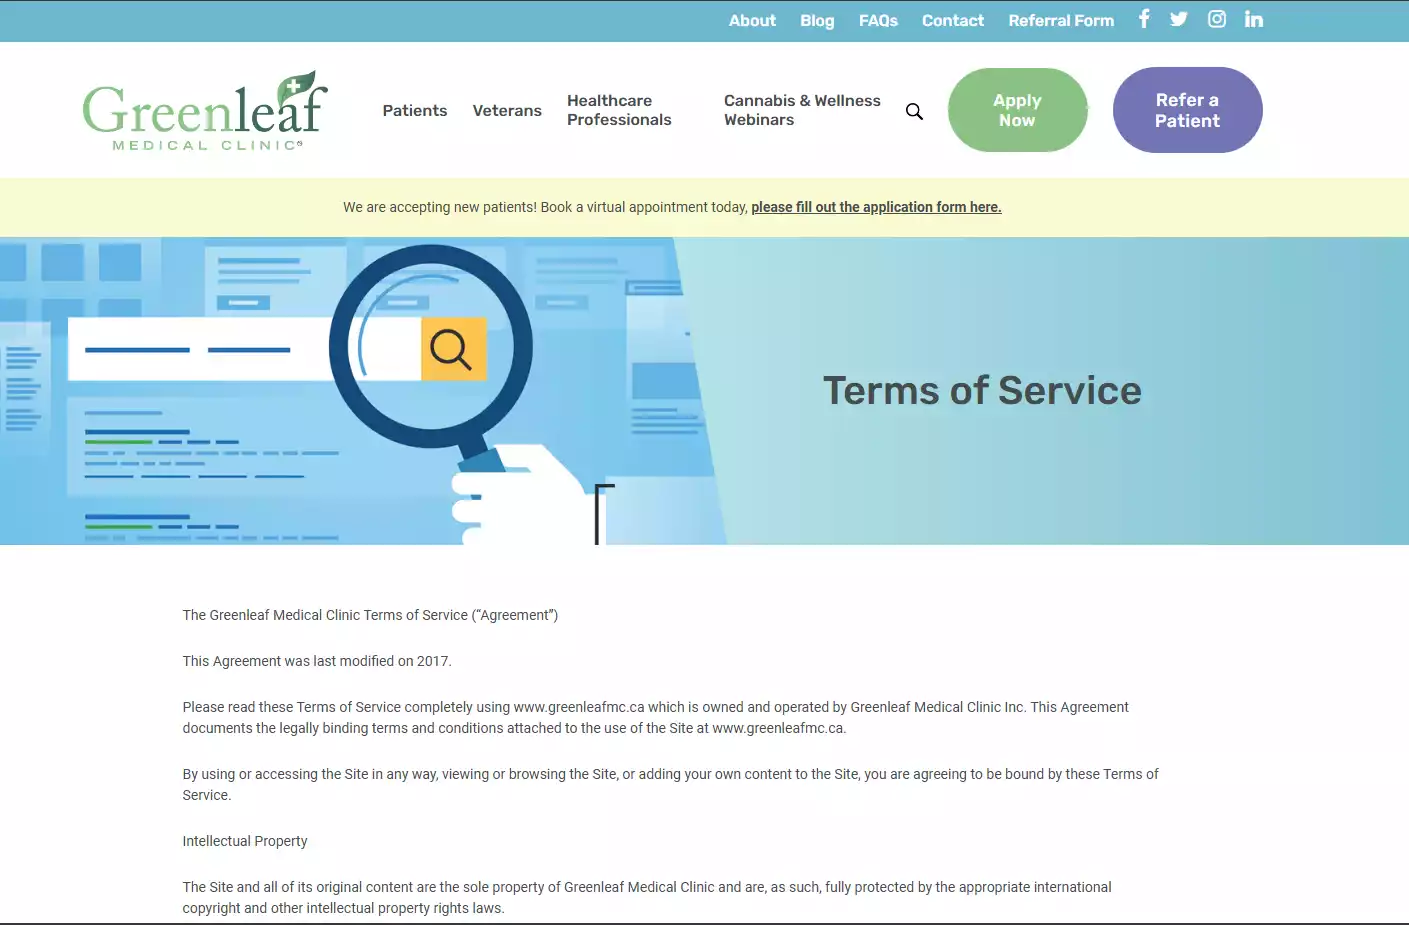 About Blog FAQs Contact Referral Form
Greenleaf
MEDICAL CLINIC®
Patients
Veterans
Healthcare
Professionals
Cannabis & Wellness
Webinars
Apply
Now
Refer a
Patient
We are accepting new patients! Book a virtual appointment today, please fill out the application form here.
Terms of Service
The Greenleaf Medical Clinic Terms of Service (“Agreement”)
This Agreement was last modified on 2017.
Please read these Terms of Service completely using www.greenleafmc.ca which is owned and operated by Greenleaf Medical Clinic Inc. This Agreement
documents the legally binding terms and conditions attached to the use of the Site at www.greenleafmc.ca.
By using or accessing the Site in any way, viewing or browsing the Site, or adding your own content to the Site, you are agreeing to be bound by these Terms of
Service.
Intellectual Property
The Site and all of its original content are the sole property of Greenleaf Medical Clinic and are, as such, fully protected by the appropriate international
copyright and other intellectual property rights laws.